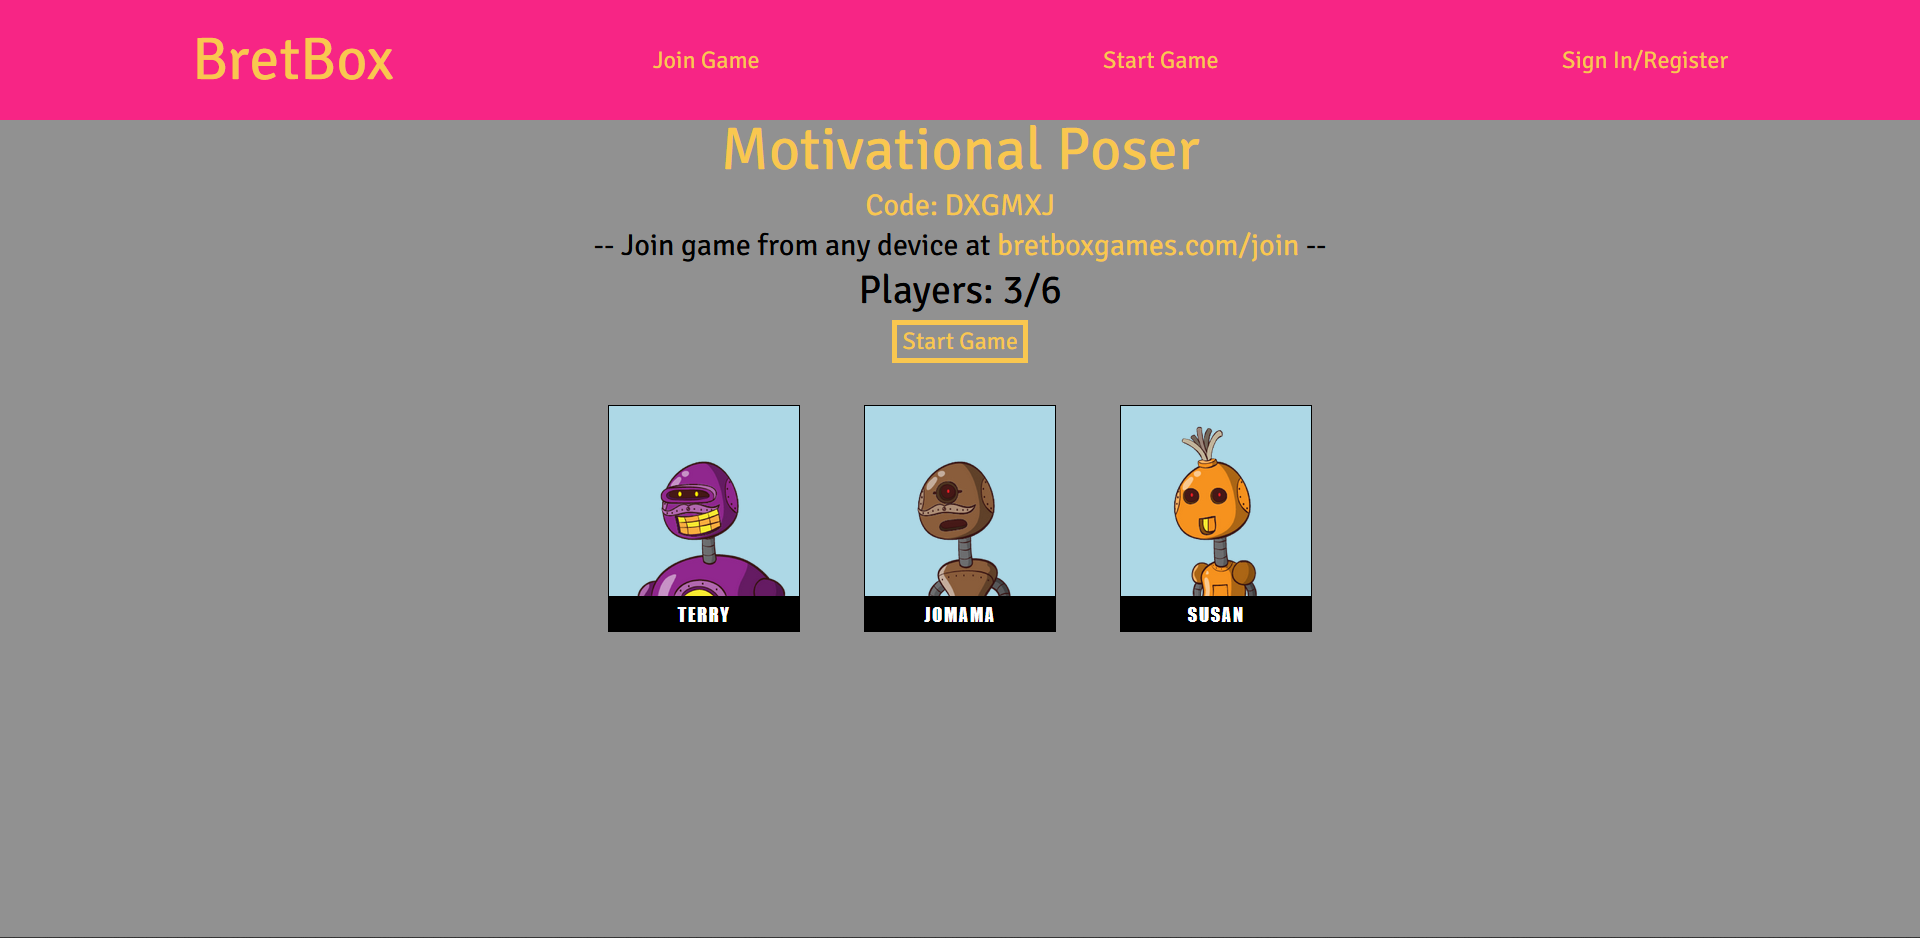 BretBox
Join Game
Start Game
Sign In/Register
Motivational Poser
Code: DXGMXJ
-- Join game from any device at bretboxgames.com/join --
Players: 3/6
Start Game
TERRY
JOMAMA
SUSAN